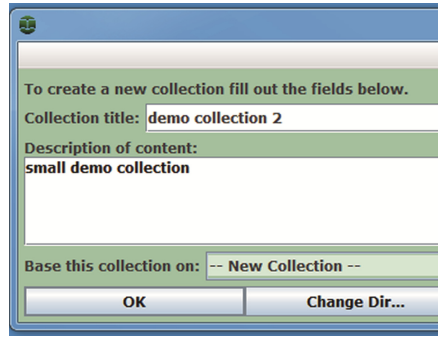 To create a new collection fill out the fields below.
Collection title: demo collection 2
Description of content:
small demo collection
Base this collection on: -- New Collection --
OK Change Dir...